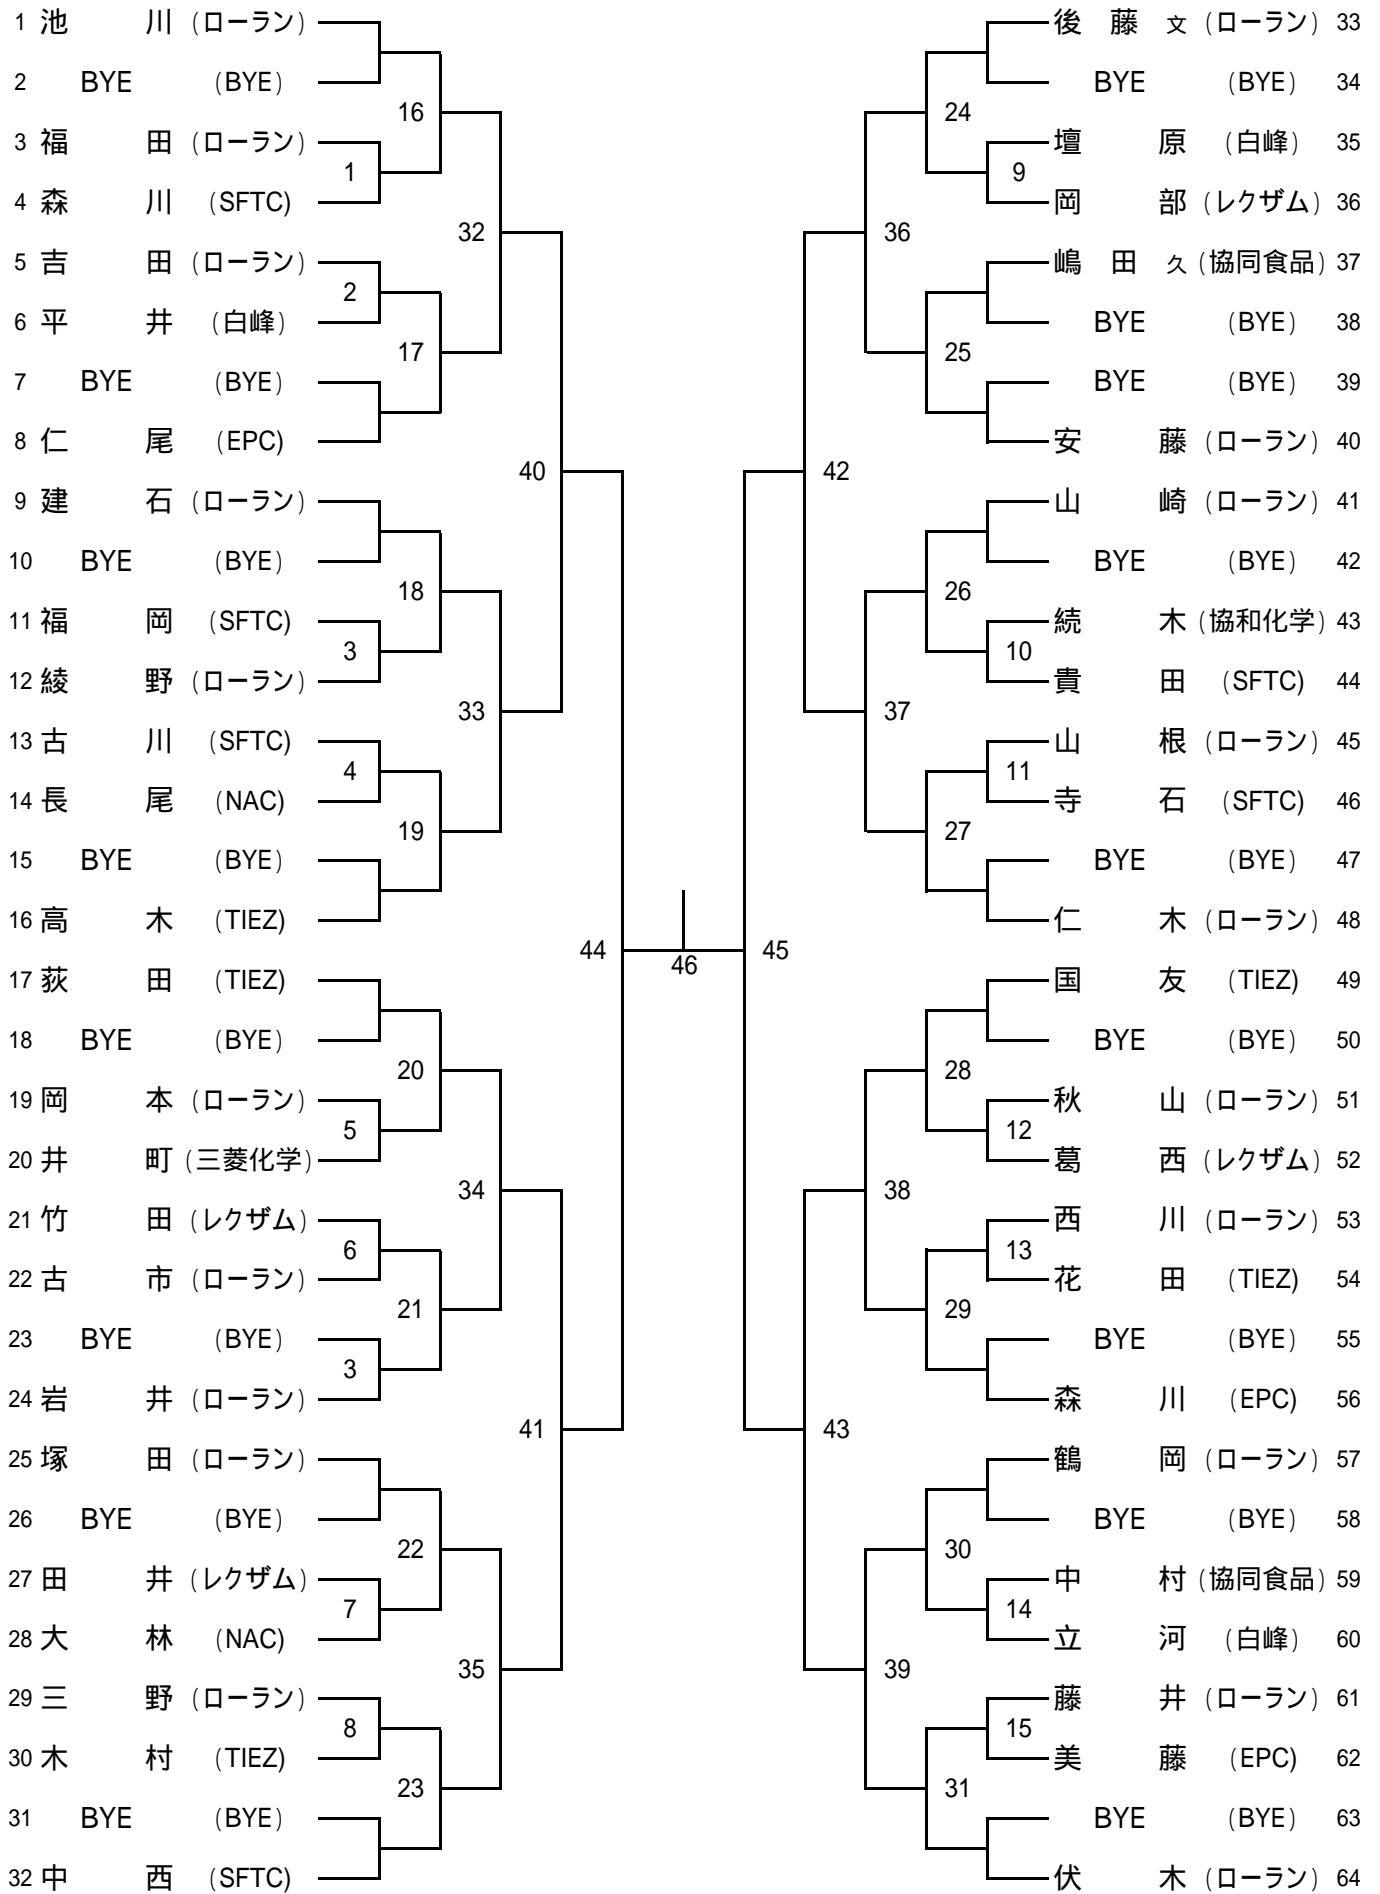 1 池 川 (ローラン)
2 BYE (BYE)
16
3 福 田 (ローラン)
1
4 森 川 (SFTC)
32
5 吉 田 (ローラン)
2
6 平 井 (白峰)
17
7 BYE (BYE)
8 仁 尾 (EPC)
40
9 建 石 (ローラン)
10 BYE (BYE)
18
11 福 岡 (SFTC)
3
12 綾 野 (ローラン)
33
13 古 川 (SFTC)
4
14 長 尾 (NAC)
19
15 BYE (BYE)
16 高 木 (TIEZ)
44
17 荻 田 (TIEZ)
18 BYE (BYE)
20
19 岡 本 (ローラン)
5
20 井 町 (三菱化学)
34
21 竹 田 (レクザム)
6
22 古 市 (ローラン)
21
23 BYE (BYE)
3
24 岩 井 (ローラン)
41
25 塚 田 (ローラン)
26 BYE (BYE)
22
27 田 井 (レクザム)
7
28 大 林 (NAC)
35
29 三 野 (ローラン)
8
30 木 村 (TIEZ)
23
31 BYE (BYE)
32 中 西 (SFTC)
46
後 藤 文 (ローラン) 33
BYE (BYE) 34
24
壇 原 (白峰) 35
9
岡 部 (レクザム) 36
36
嶋 田 久 (協同食品) 37
BYE (BYE) 38
25
BYE (BYE) 39
安 藤 (ローラン) 40
42
山 崎 (ローラン) 41
BYE (BYE) 42
26
続 木 (協和化学) 43
10
貴 田 (SFTC) 44
37
山 根 (ローラン) 45
11
寺 石 (SFTC) 46
27
BYE (BYE) 47
仁 木 (ローラン) 48
45
国 友 (TIEZ) 49
BYE (BYE) 50
28
秋 山 (ローラン) 51
12
葛 西 (レクザム) 52
38
西 川 (ローラン) 53
13
花 田 (TIEZ) 54
29
BYE (BYE) 55
森 川 (EPC) 56
43
鶴 岡 (ローラン) 57
BYE (BYE) 58
30
中 村 (協同食品) 59
14
立 河 (白峰) 60
39
藤 井 (ローラン) 61
15
美 藤 (EPC) 62
31
BYE (BYE) 63
伏 木 (ローラン) 64